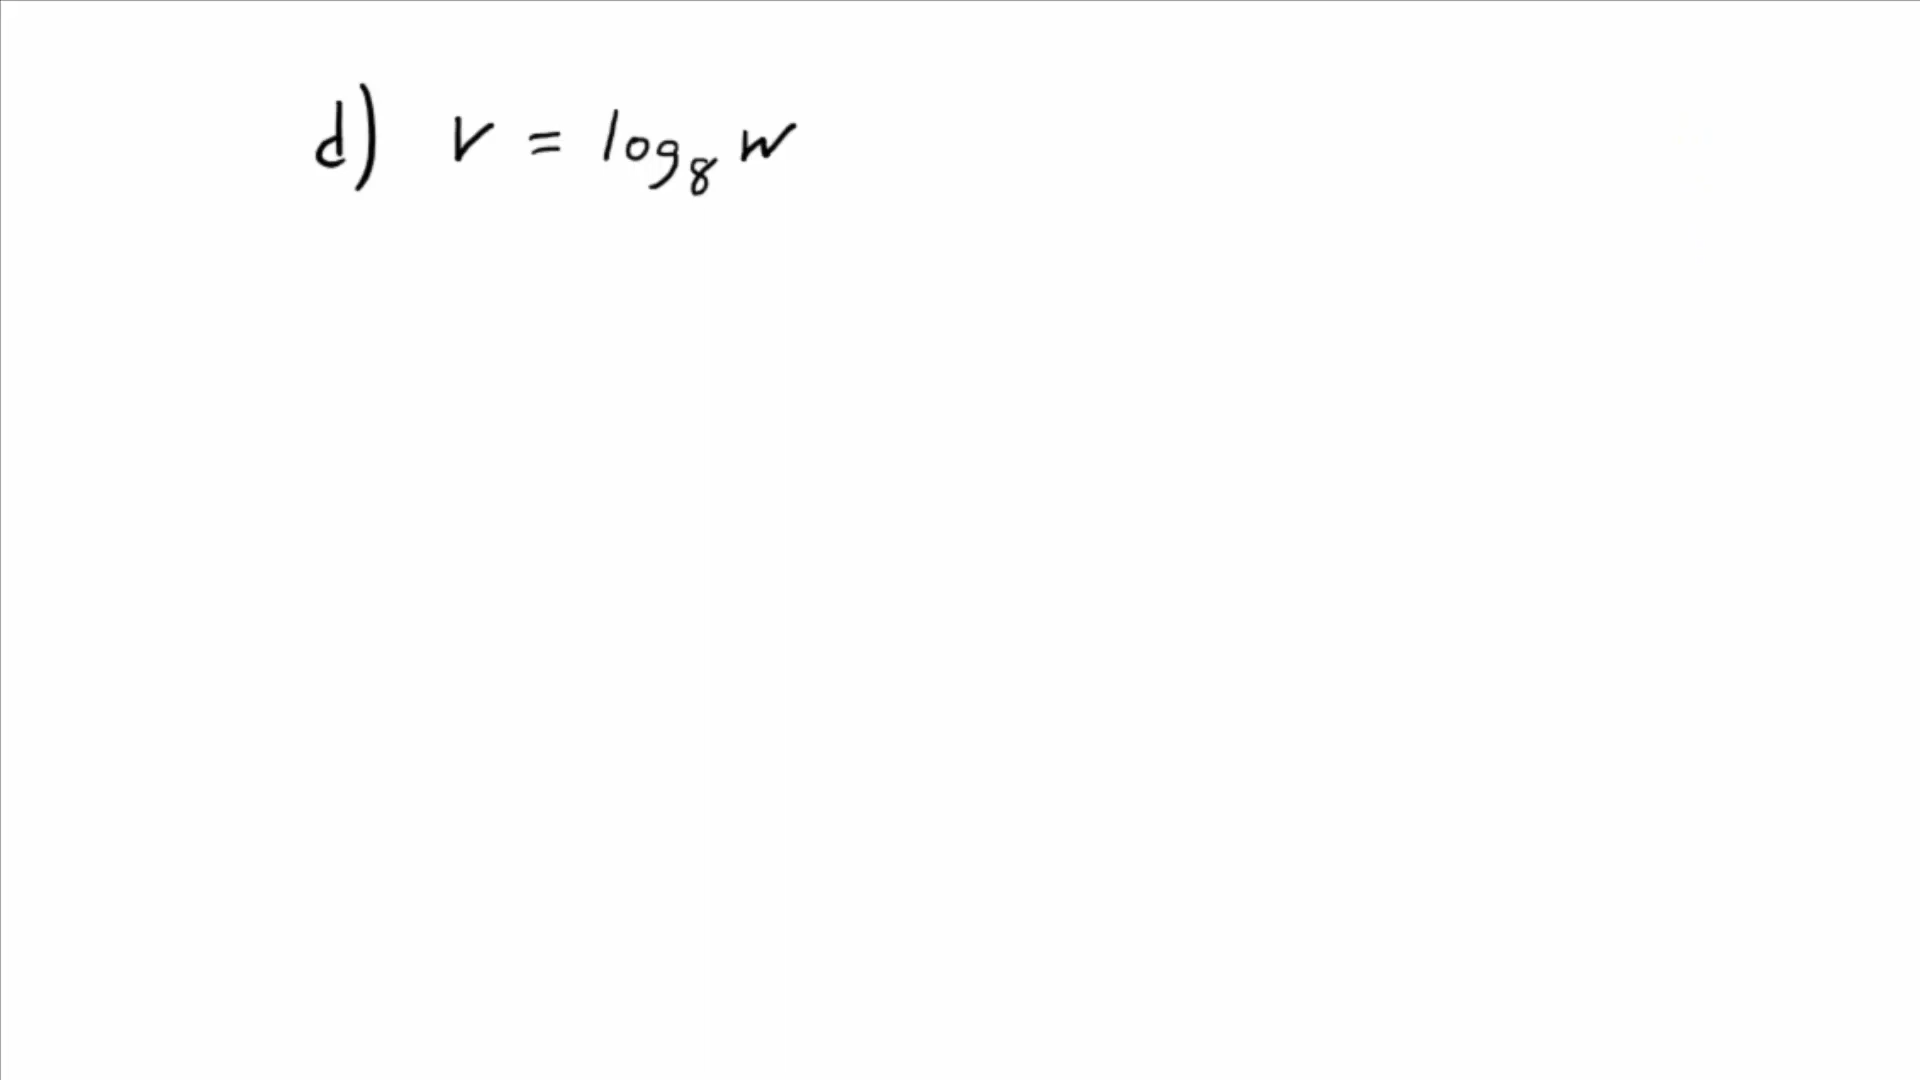 d) v = log₈ w